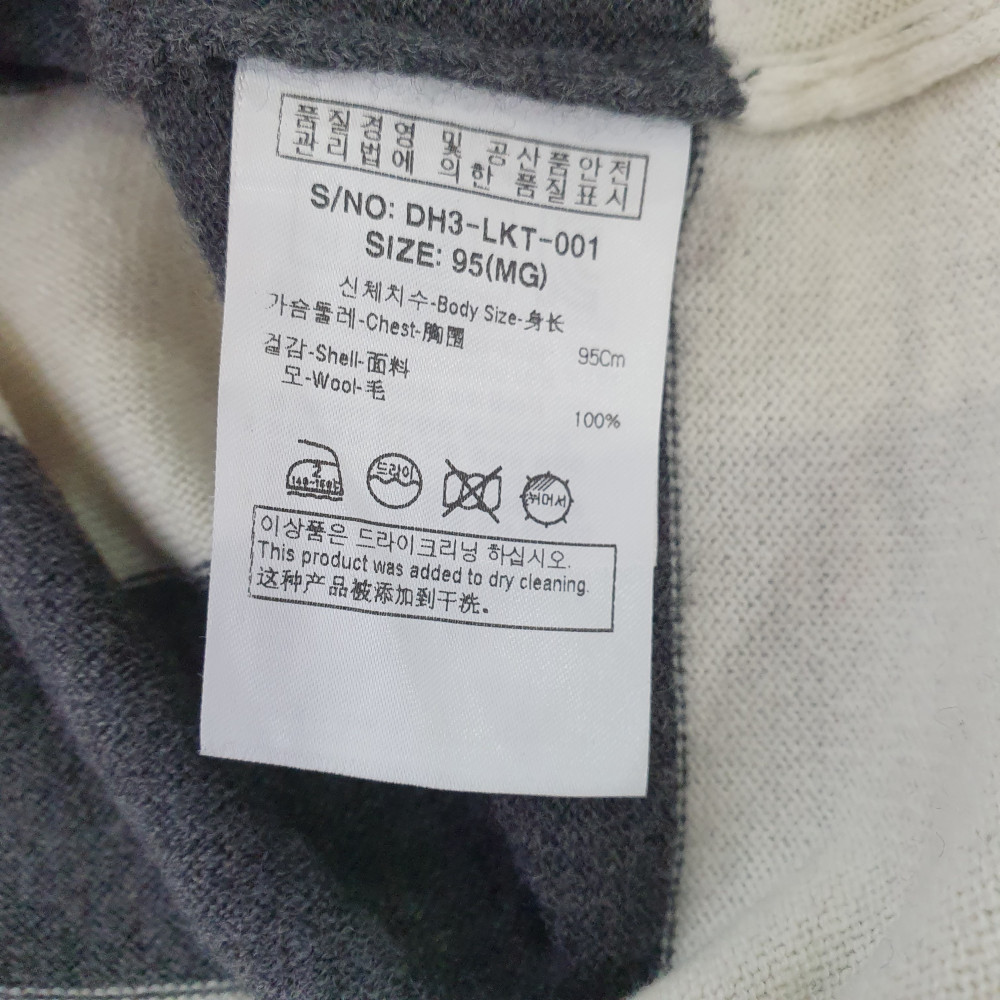 품질경영 및 공산품안전
관리법에 의한 품질표시
S/NO: DH3-LKT-001
SIZE: 95(MG)
신체치수-Body Size-身长
가슴둘레-Chest-胸围 95Cm
겉감-Shell-面料
모-Wool-毛 100%
2 드라이 뉘어서
이상품은 드라이크리닝 하십시오.
This product was added to dry cleaning.
这种产品被添加到干洗。